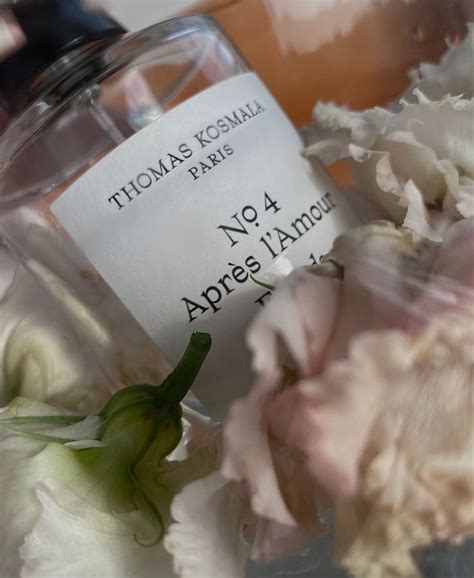 THOMAS KOSMALA
PARIS
Nº 4
Après l'Amour